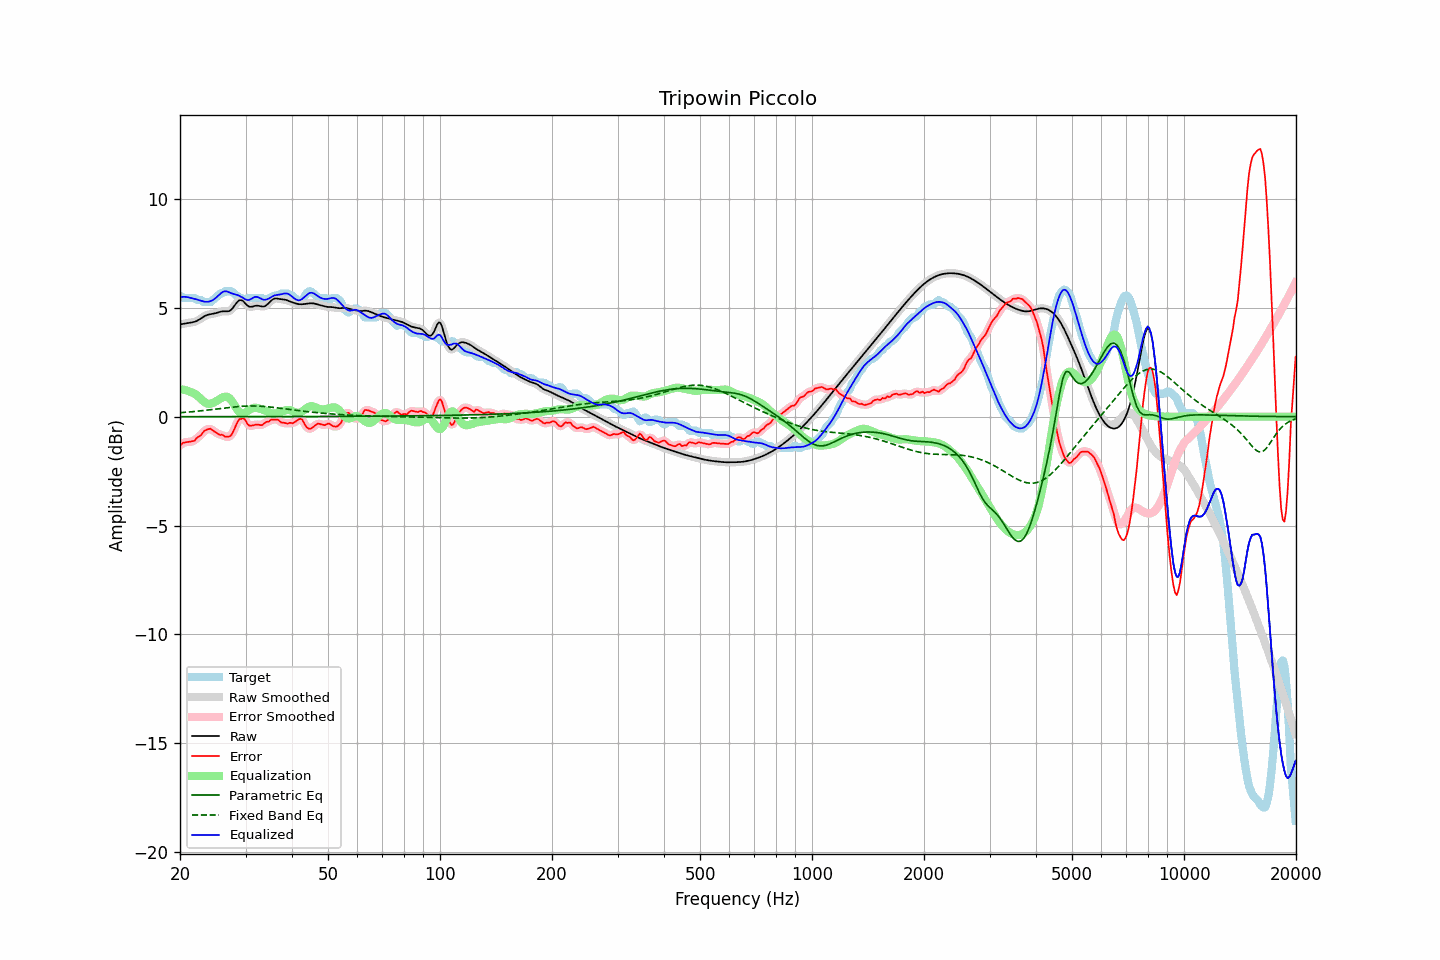 Tripowin Piccolo
Amplitude (dBr)
10
5
0
−5
−10
−15
−20
Target
Raw Smoothed
Error Smoothed
Raw
Error
Equalization
Parametric Eq
Fixed Band Eq
Equalized
20 50 100 200 500 1000 2000 5000 10000 20000
Frequency (Hz)